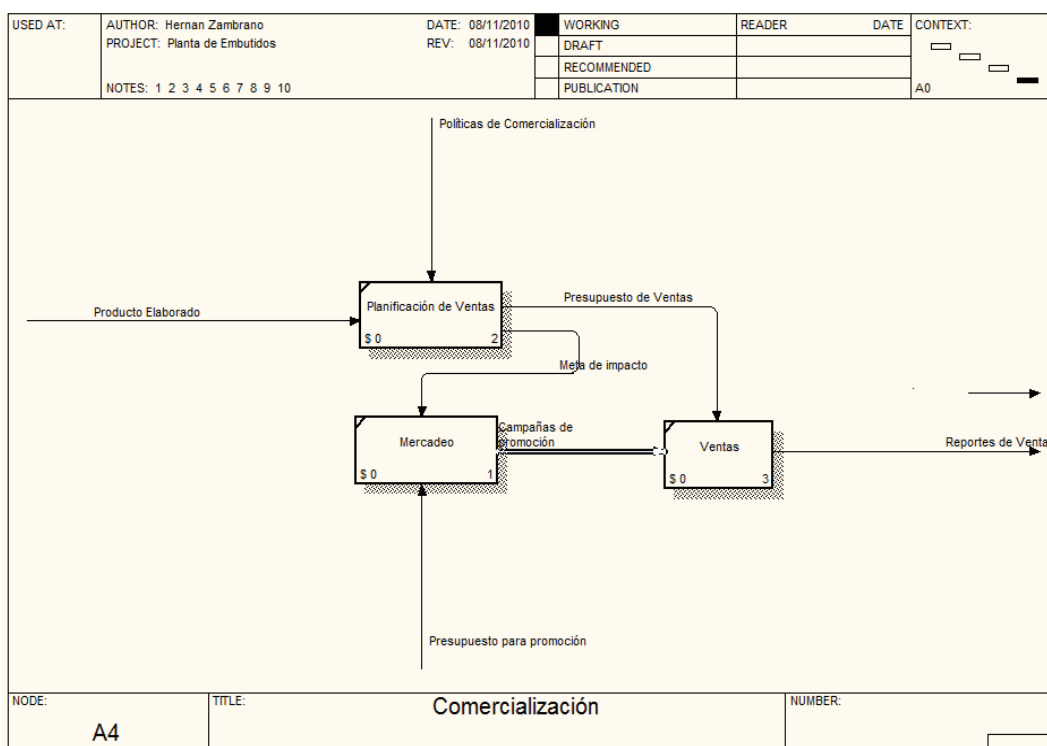 USED AT:
AUTHOR: Hernan Zambrano
DATE: 08/11/2010
WORKING
READER
DATE
CONTEXT:
PROJECT: Planta de Embutidos
REV: 08/11/2010
DRAFT
RECOMMENDED
NOTES: 1 2 3 4 5 6 7 8 9 10
PUBLICATION
A0
Políticas de Comercialización
Planificación de Ventas
$ 0
2
Producto Elaborado
Presupuesto de Ventas
Meta de impacto
Mercadeo
$ 0
1
Campañas de
promoción
Ventas
$ 0
3
Reportes de Venta
Presupuesto para promoción
NODE:
TITLE:
Comercialización
NUMBER:
A4